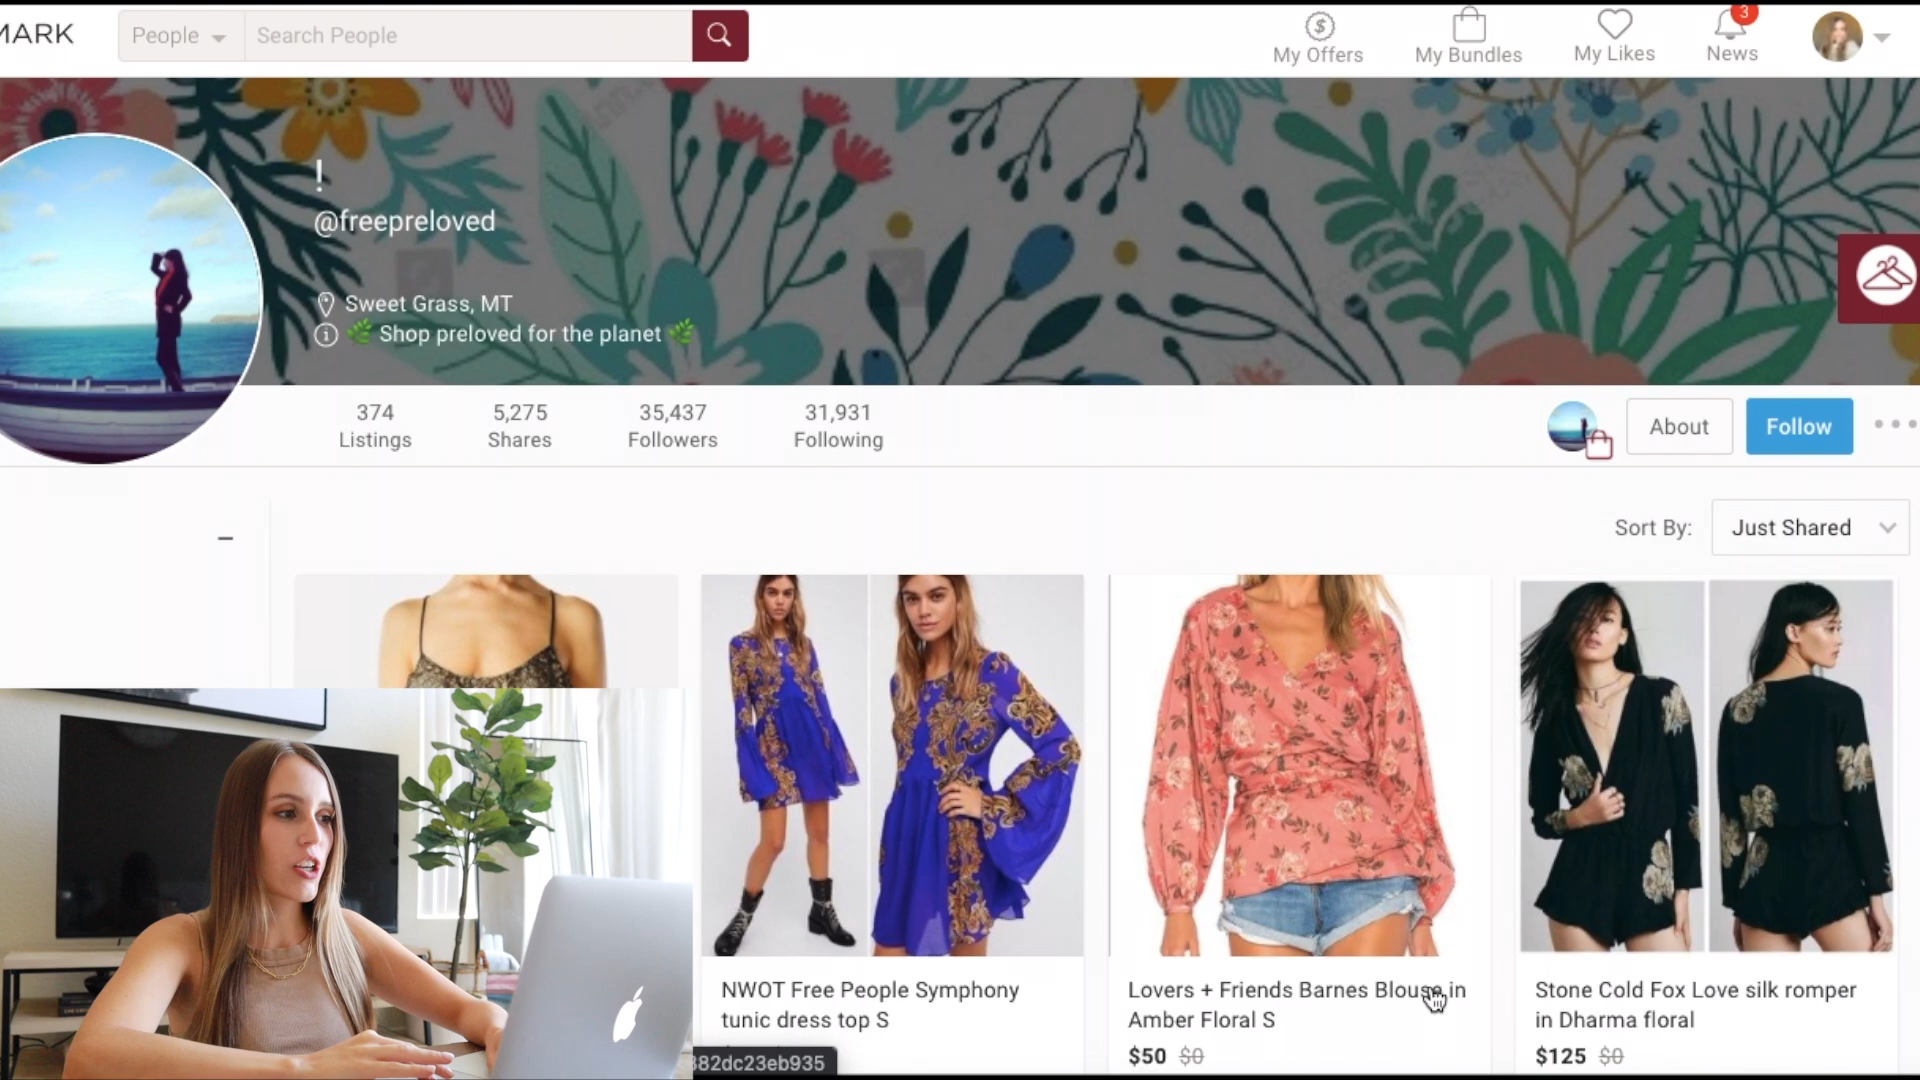 MARK
People
Search People
My Offers
My Bundles
My Likes
3
News
!
@freepreloved
Sweet Grass, MT
Shop preloved for the planet
374
Listings
5,275
Shares
35,437
Followers
31,931
Following
About
Follow
Sort By:
Just Shared
NWOT Free People Symphony
tunic dress top S
Lovers + Friends Barnes Blouse in
Amber Floral S
$50 $0
Stone Cold Fox Love silk romper
in Dharma floral
$125 $0
382dc23eb935